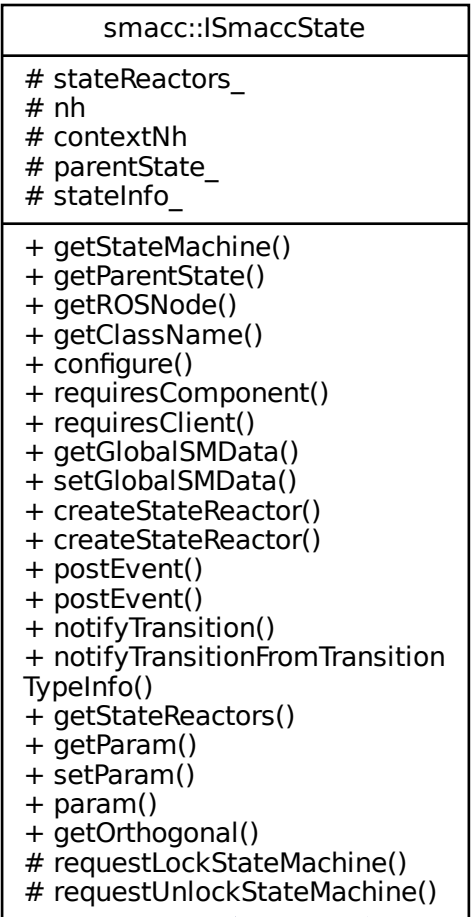 smacc::ISmaccState
# stateReactors_
# nh
# contextNh
# parentState_
# stateInfo_
+ getStateMachine()
+ getParentState()
+ getROSNode()
+ getClassName()
+ configure()
+ requiresComponent()
+ requiresClient()
+ getGlobalSMData()
+ setGlobalSMData()
+ createStateReactor()
+ createStateReactor()
+ postEvent()
+ postEvent()
+ notifyTransition()
+ notifyTransitionFromTransition
TypeInfo()
+ getStateReactors()
+ getParam()
+ setParam()
+ param()
+ getOrthogonal()
# requestLockStateMachine()
# requestUnlockStateMachine()